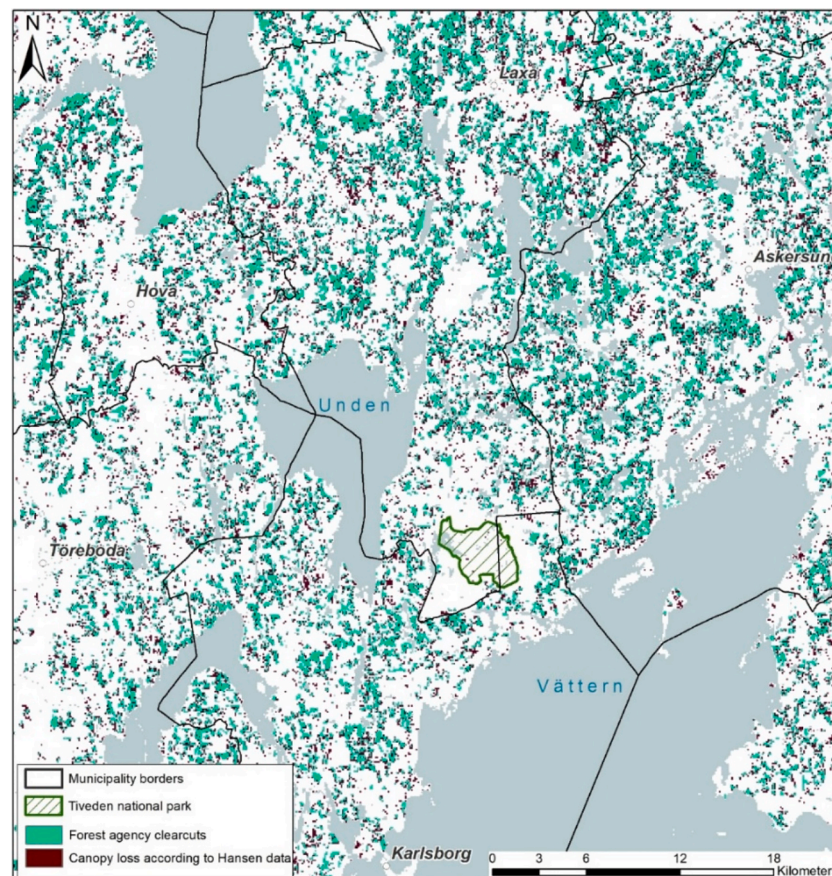 N
Laxå
Askersun
Hova
Unden
Töreboda
Vättern
Municipality borders
Tiveden national park
Forest agency clearcuts
Canopy loss according to Hansen data
Karlsborg
0 3 6 12 18
Kilometer